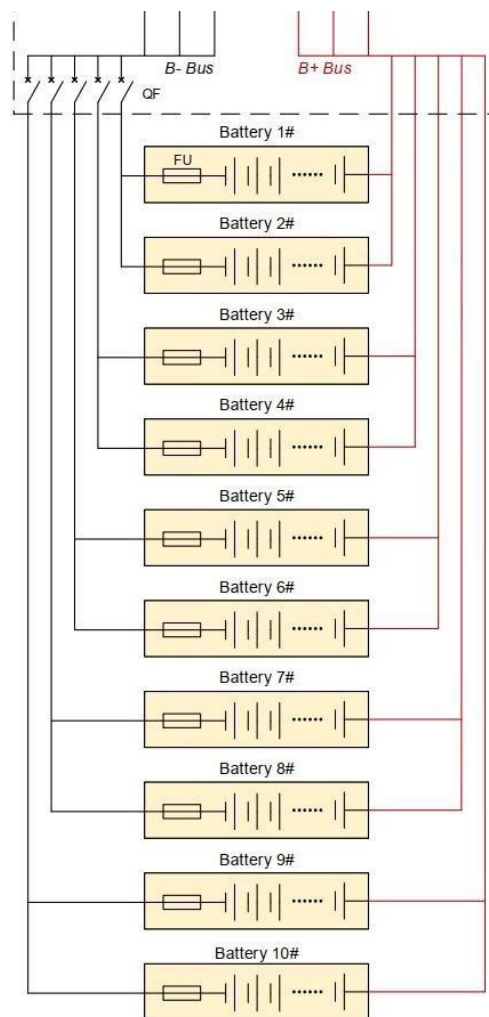 B- Bus
B+ Bus
QF
Battery 1#
FU
Battery 2#
Battery 3#
Battery 4#
Battery 5#
Battery 6#
Battery 7#
Battery 8#
Battery 9#
Battery 10#